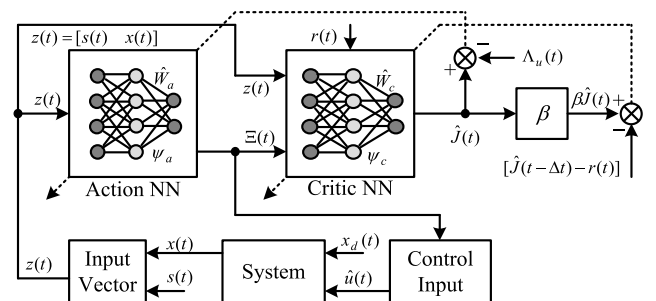 z(t) = [s(t) x(t)]
r(t)
−
Λ_u(t)
+
Ŵ_a
Ŵ_c
z(t)
z(t)
ψ_a
Ξ(t)
ψ_c
Ĵ(t)
β
βĴ(t)
+
−
[Ĵ(t−Δt)−r(t)]
Action NN
Critic NN
z(t)
Input
Vector
x(t)
s(t)
System
x_d(t)
û(t)
Control
Input